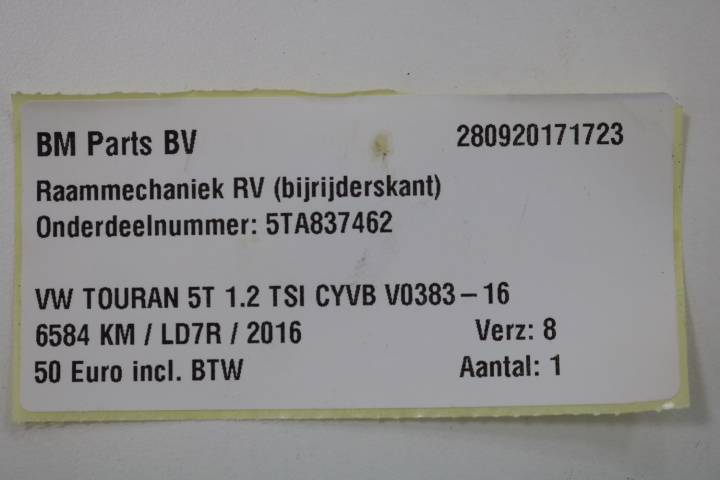 BM Parts BV 280920171723
Raammechaniek RV (bijrijderskant)
Onderdeelnummer: 5TA837462
VW TOURAN 5T 1.2 TSI CYVB V0383-16
6584 KM / LD7R / 2016 Verz: 8
50 Euro incl. BTW Aantal: 1